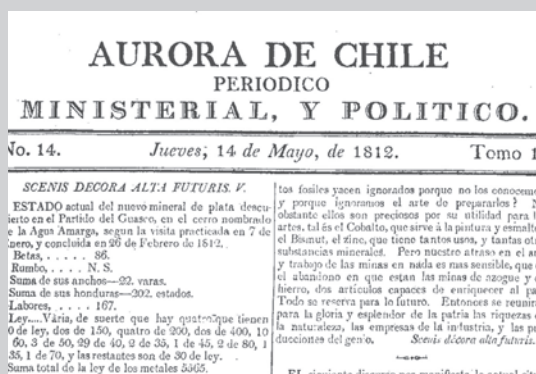 AURORA DE CHILE
PERIODICO
MINISTERIAL, Y POLITICO.
No. 14.
Jueves, 14 de Mayo, de 1812.
Tomo 1
SCENIS DECORA ALTA FUTURIS. V.
ESTADO actual del nuevo mineral de plata descu-
ierto en el Partido del Guasco, en el cerro nombrado
e la Agua Amarga, segun la visita practicada en 7 de
nero, y concluida en 26 de Febrero de 1812.
Betas, . . . . . 86.
Rumbo, . . . . N. S.
Suma de sus anchos—22. varas.
Suma de sus honduras—202. estados.
Labores, . . . . 167.
Ley....Vária, de suerte que hay quatro que tienen
0 de ley, dos de 150, quatro de 200, dos de 400, 10
60, 3 de 50, 29 de 40, 2 de 35, 1 de 45, 2 de 80, 1
35, 1 de 70, y las restantes son de 30 de ley.
Suma total de la ley de los metales 5565.
tos fosiles yacen ignorados porque no los conocemo
y porque ignoramos el arte de prepararlos? N
obstante ellos son preciosos por su utilidad para l
artes, tal és el Cobalto, que sirve à la pintura y esmalte
el Bismut, el zinc, que tiene tantos usos, y tantas otr
substancias minerales. Pero nuestro atraso en el ar
y trabajo de las minas en nada es mas sensible, que
el abandono en que estan las minas de azogue y
hierro, dos articulos capaces de enriquecer al pa
Todo se reserva para lo futuro. Entonces se reunir
para la gloria y esplendor de la patria las riquezas
la naturaleza, las empresas de la industria, y las pr
ducciones del genio. Scenis décora alta futuris.